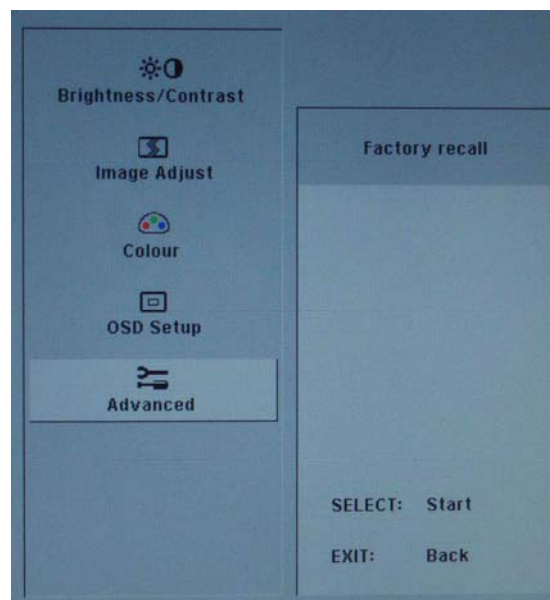 Brightness/Contrast
Image Adjust
Colour
OSD Setup
Advanced
Factory recall
SELECT: Start
EXIT: Back